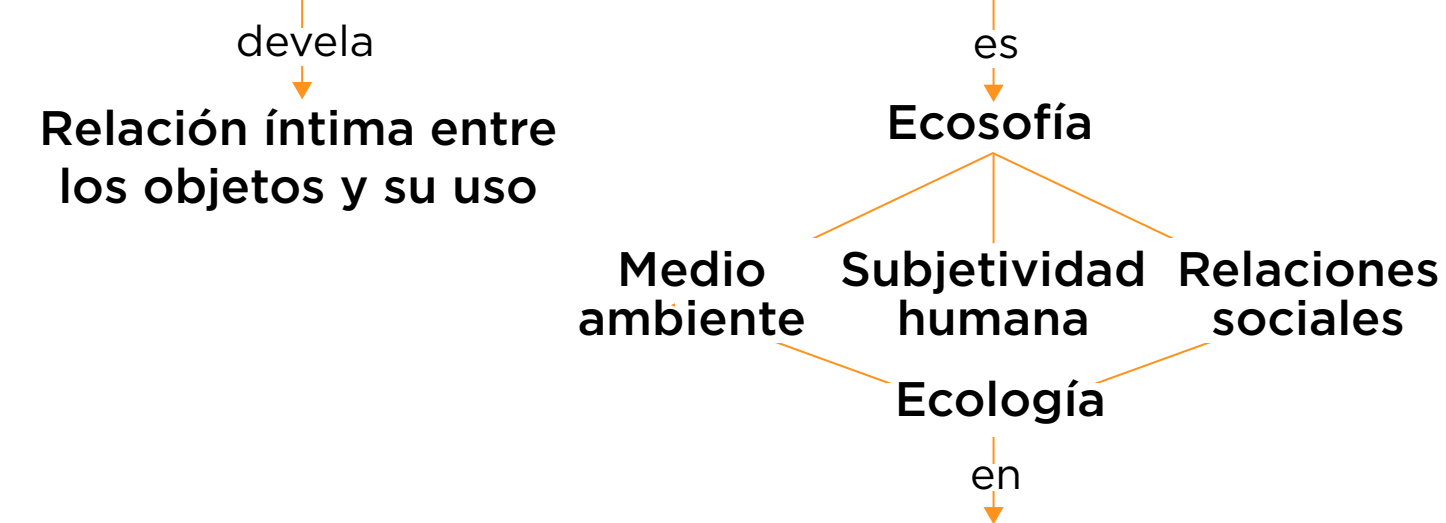 devela
Relación íntima entre
los objetos y su uso
es
Ecosofía
Medio
ambiente
Subjetividad
humana
Relaciones
sociales
Ecología
en